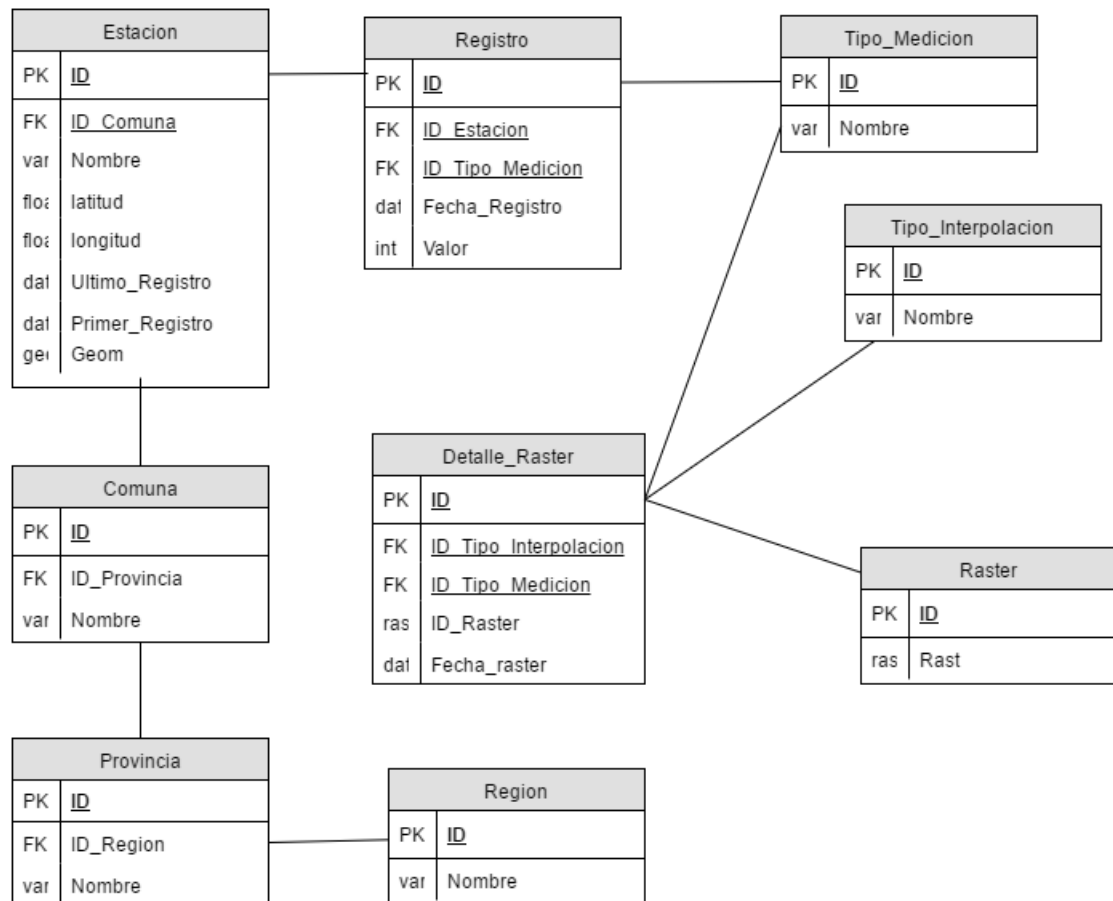 Estacion
PK ID
FK ID_Comuna
var Nombre
floa latitud
floa longitud
dat Ultimo_Registro
dat Primer_Registro
geo Geom
Registro
PK ID
FK ID_Estacion
FK ID_Tipo_Medicion
dat Fecha_Registro
int Valor
Tipo_Medicion
PK ID
var Nombre
Tipo_Interpolacion
PK ID
var Nombre
Detalle_Raster
PK ID
FK ID_Tipo_Interpolacion
FK ID_Tipo_Medicion
ras ID_Raster
dat Fecha_raster
Raster
PK ID
ras Rast
Comuna
PK ID
FK ID_Provincia
var Nombre
Provincia
PK ID
FK ID_Region
var Nombre
Region
PK ID
var Nombre